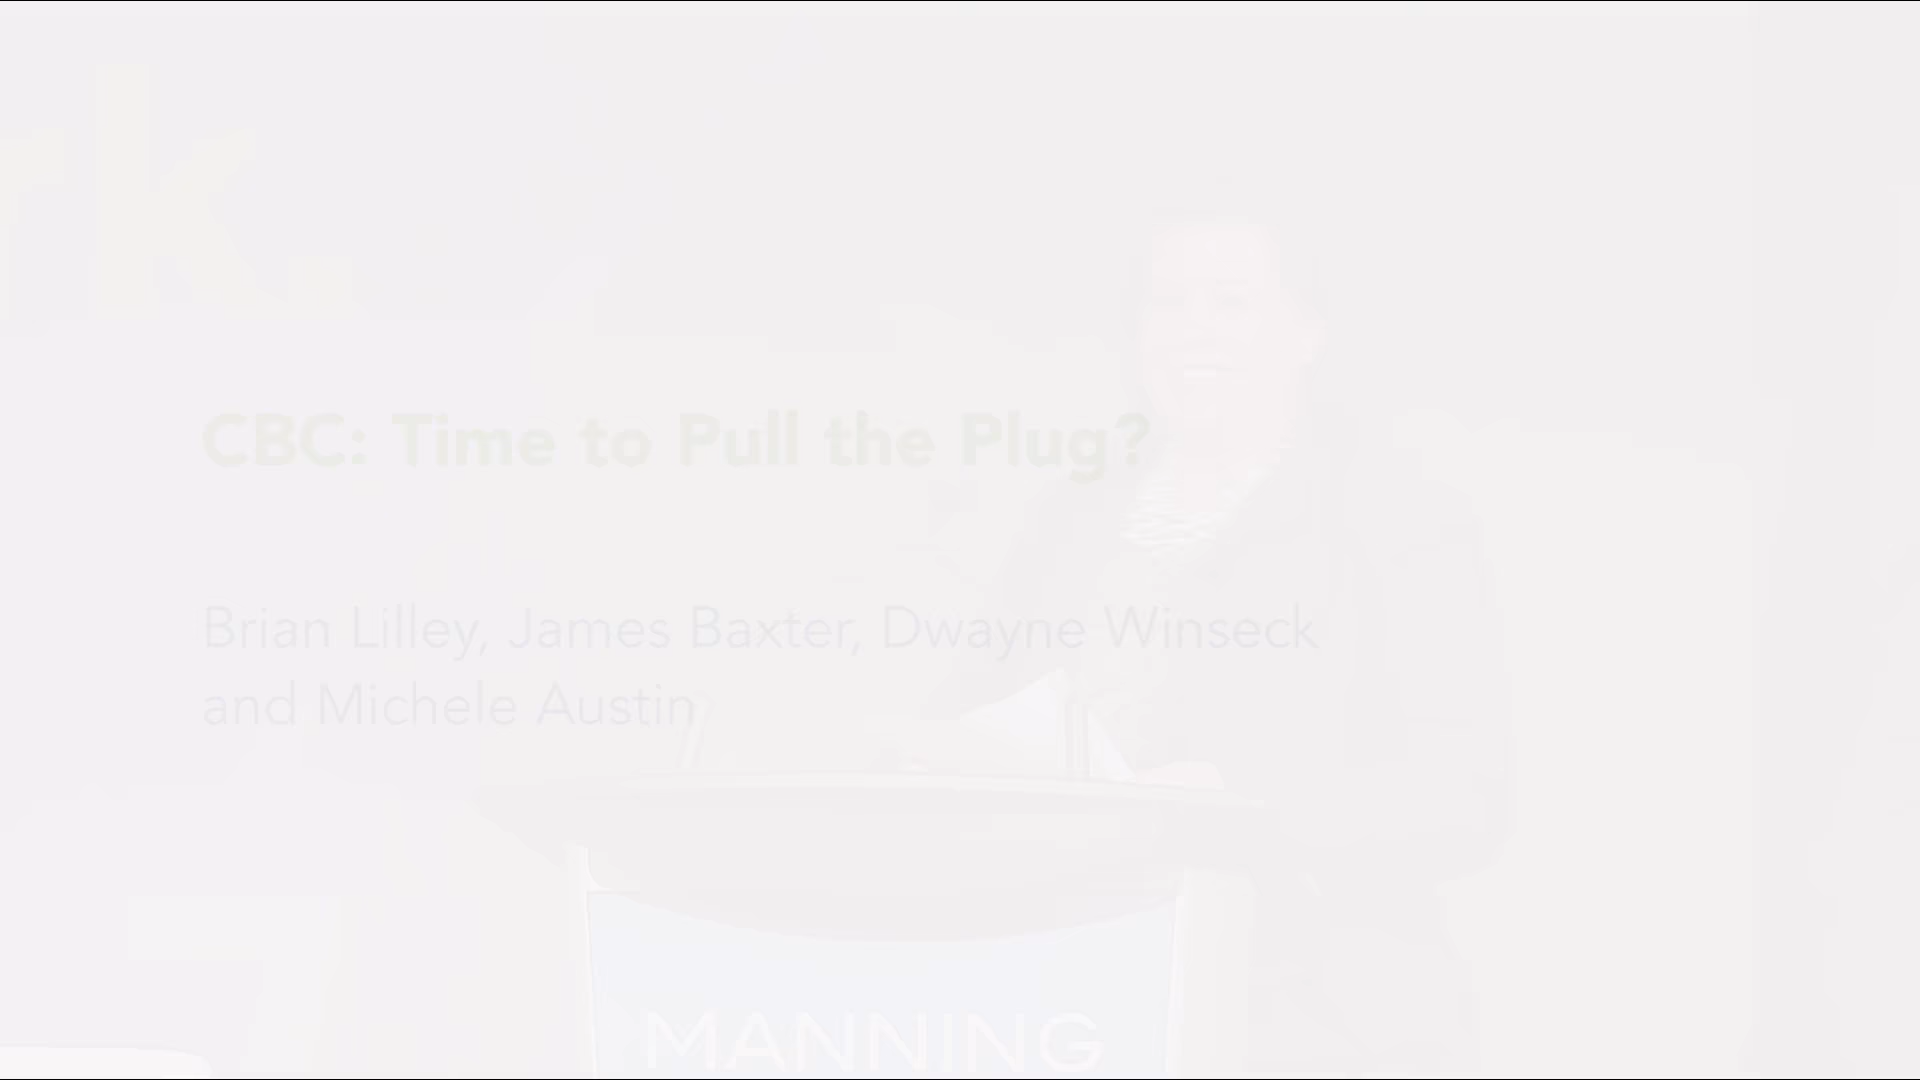 rk.
CBC: Time to Pull the Plug?
Brian Lilley, James Baxter, Dwayne Winseck
and Michele Austin
MANNING